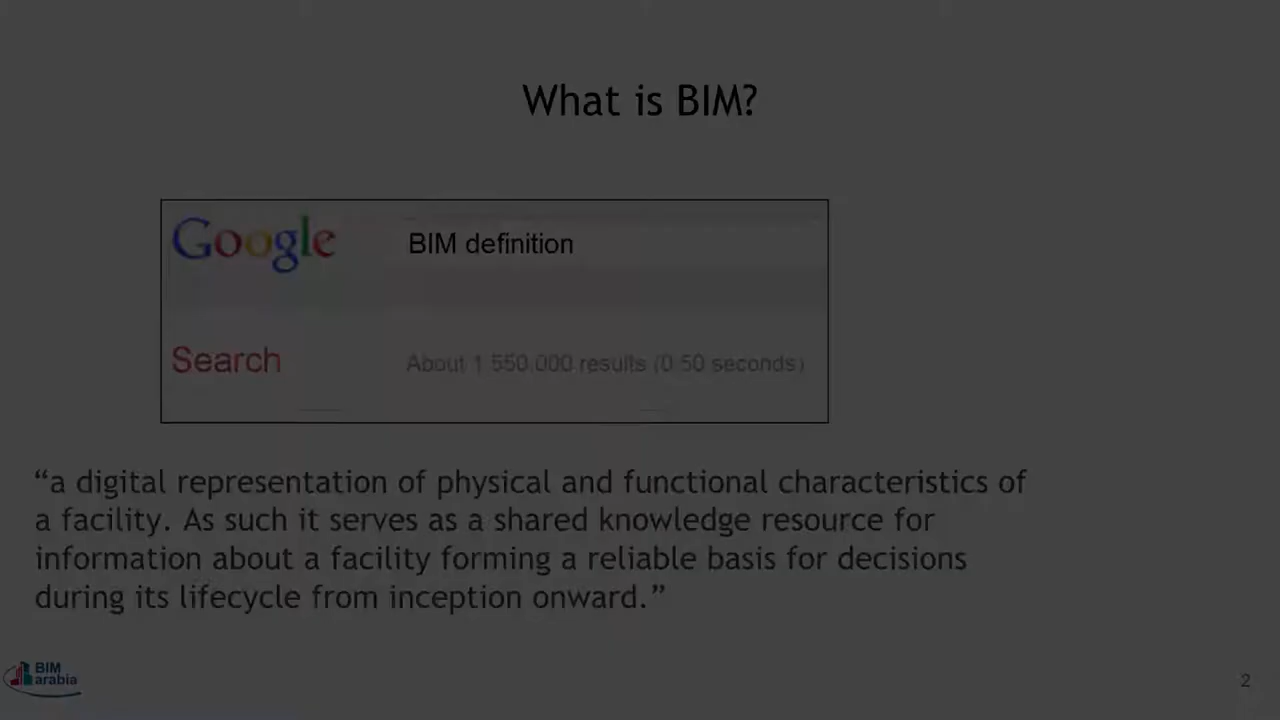 What is BIM?
Google BIM definition
Search About 1 550 000 results (0.50 seconds)
“a digital representation of physical and functional characteristics of
a facility. As such it serves as a shared knowledge resource for
information about a facility forming a reliable basis for decisions
during its lifecycle from inception onward.”
BIM
arabia
2